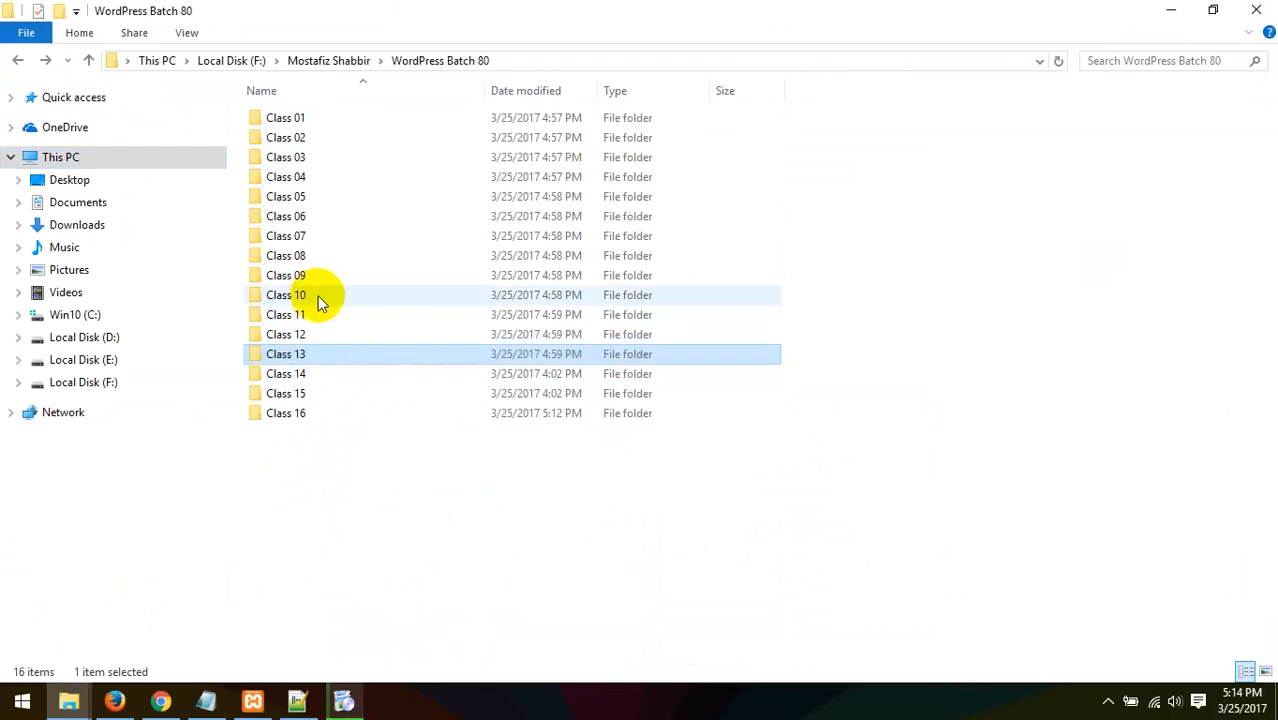 WordPress Batch 80
File Home Share View
This PC Local Disk (F:) Mostafiz Shabbir WordPress Batch 80 Search WordPress Batch 80
Name Date modified Type Size
Quick access
OneDrive
This PC
Desktop
Documents
Downloads
Music
Pictures
Videos
Win10 (C:)
Local Disk (D:)
Local Disk (E:)
Local Disk (F:)
Network
Class 01 3/25/2017 4:57 PM File folder
Class 02 3/25/2017 4:57 PM File folder
Class 03 3/25/2017 4:57 PM File folder
Class 04 3/25/2017 4:57 PM File folder
Class 05 3/25/2017 4:58 PM File folder
Class 06 3/25/2017 4:58 PM File folder
Class 07 3/25/2017 4:58 PM File folder
Class 08 3/25/2017 4:58 PM File folder
Class 09 3/25/2017 4:58 PM File folder
Class 10 3/25/2017 4:58 PM File folder
Class 11 3/25/2017 4:59 PM File folder
Class 12 3/25/2017 4:59 PM File folder
Class 13 3/25/2017 4:59 PM File folder
Class 14 3/25/2017 4:02 PM File folder
Class 15 3/25/2017 4:02 PM File folder
Class 16 3/25/2017 5:12 PM File folder
16 items 1 item selected
5:14 PM
3/25/2017